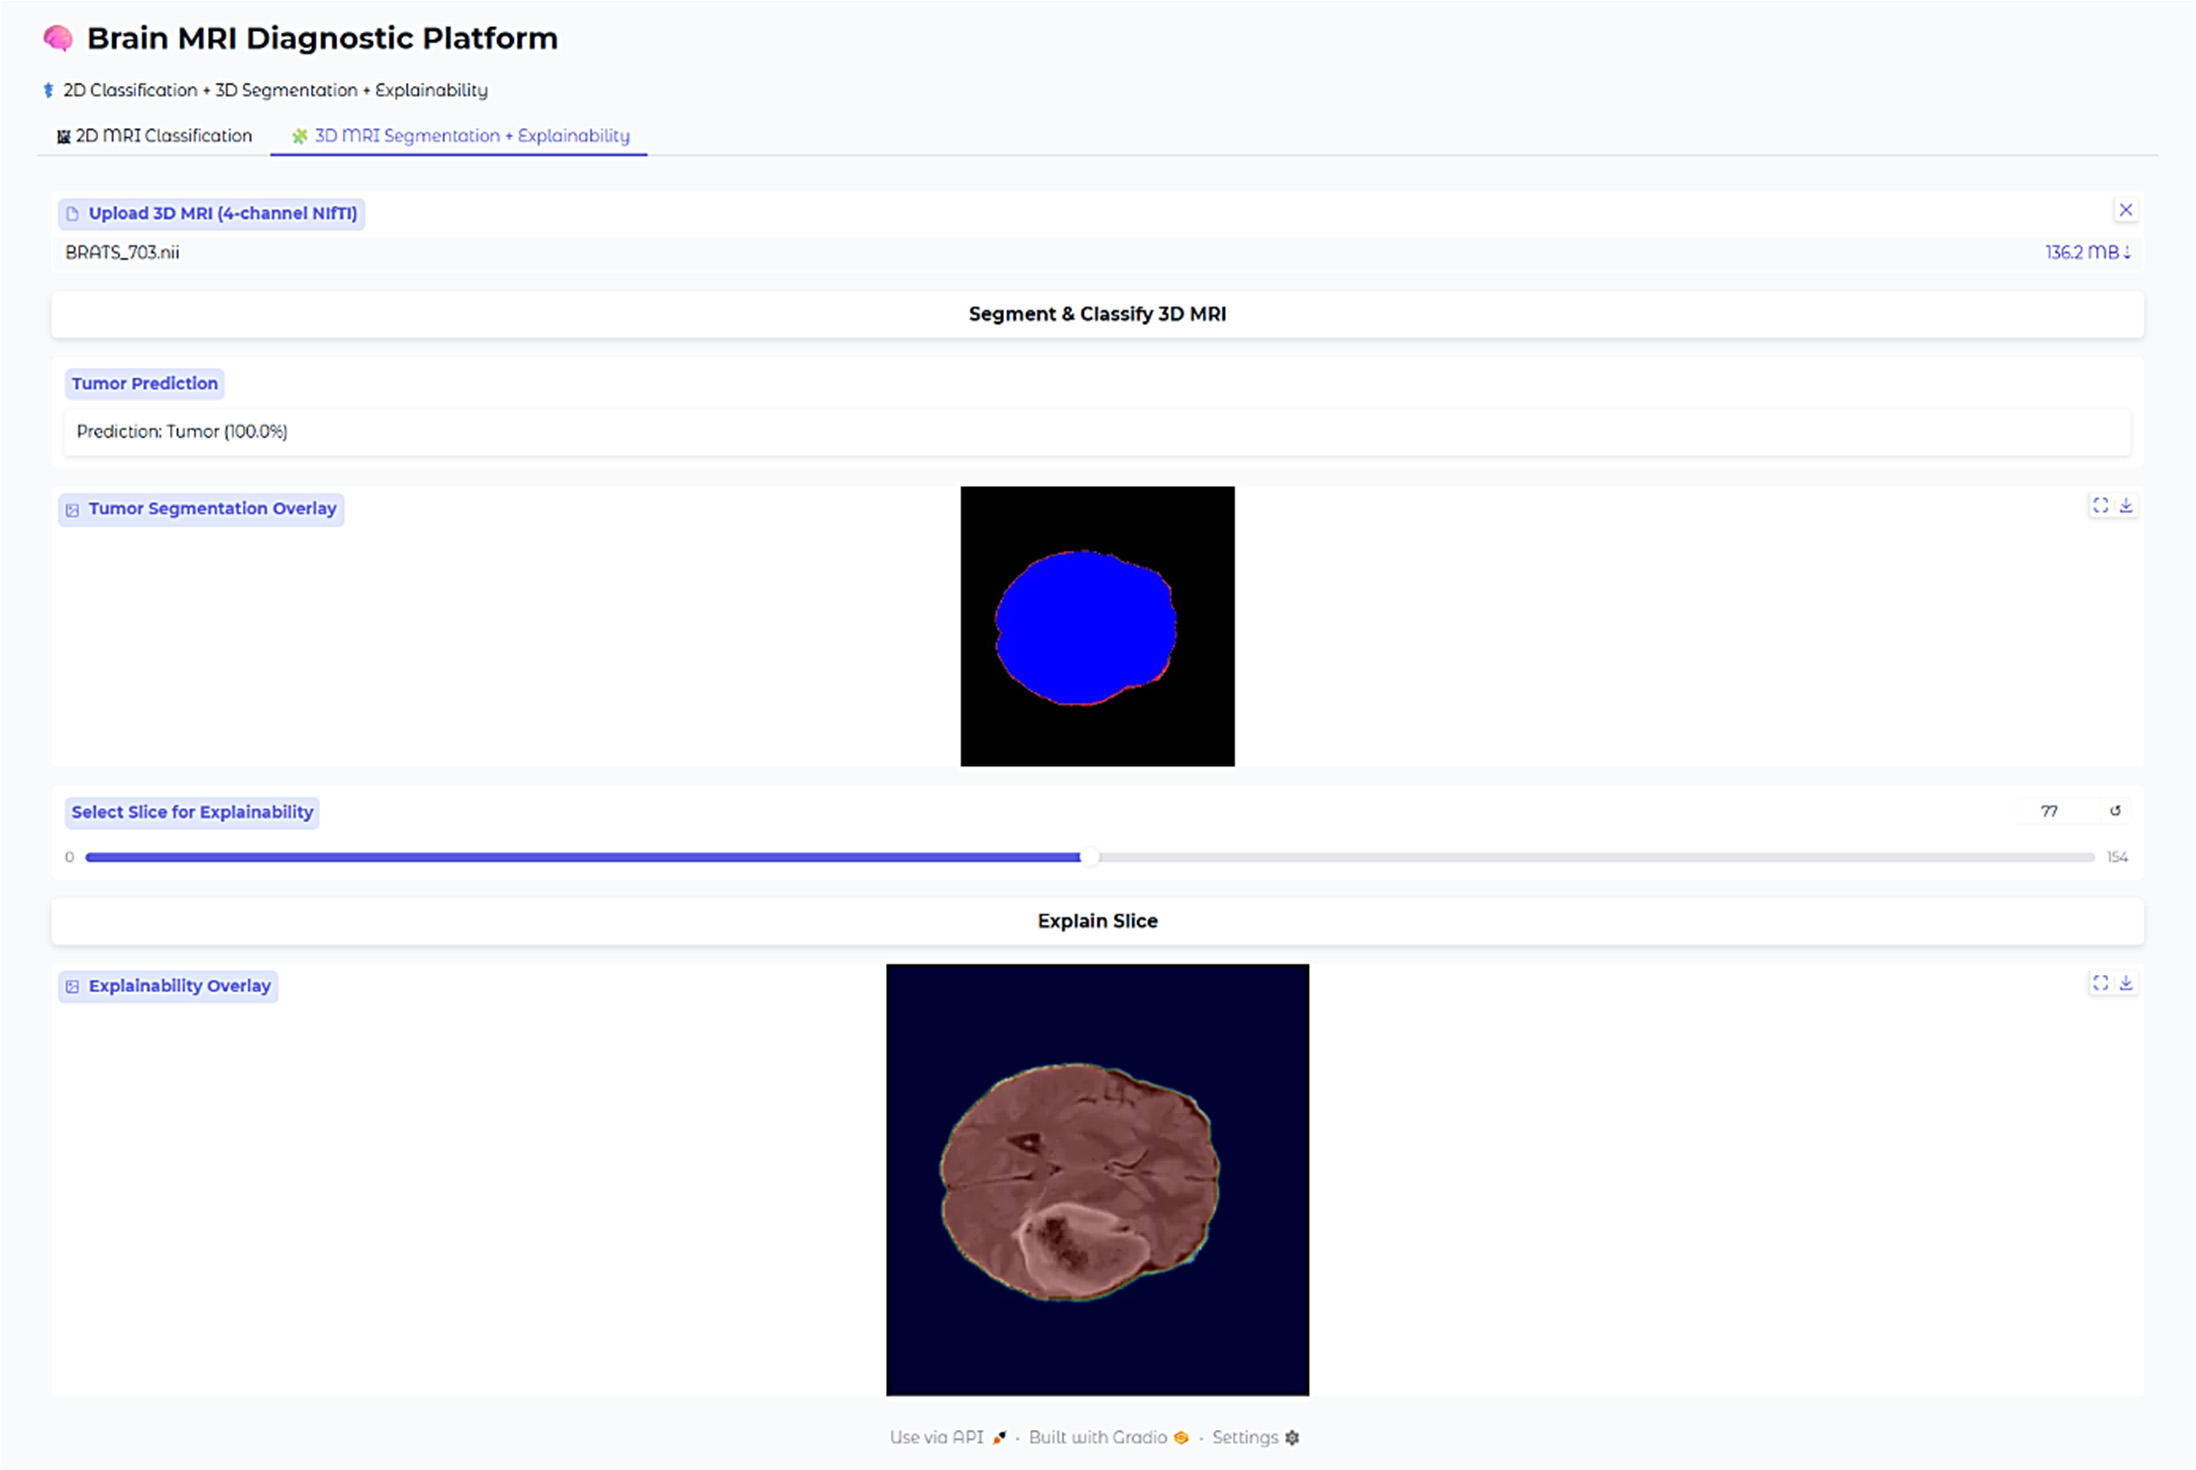 Brain MRI Diagnostic Platform
2D Classification + 3D Segmentation + Explainability
2D MRI Classification
3D MRI Segmentation + Explainability
Upload 3D MRI (4-channel NIfTI)
BRATS_703.nii
136.2 MB↓
Segment & Classify 3D MRI
Tumor Prediction
Prediction: Tumor (100.0%)
Tumor Segmentation Overlay
Select Slice for Explainability
77
0
154
Explain Slice
Explainability Overlay
Use via API · Built with Gradio · Settings